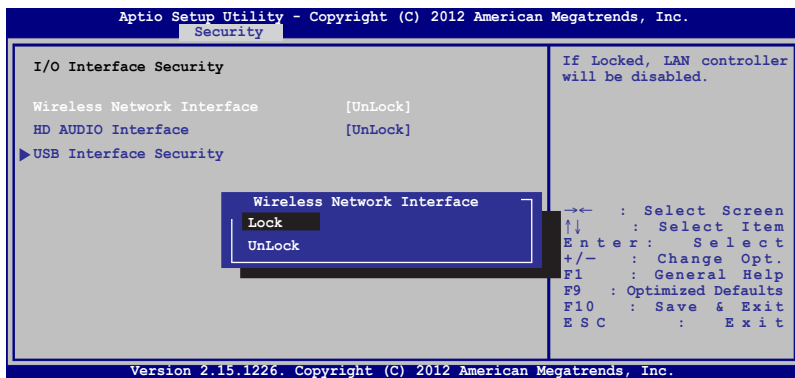 Aptio Setup Utility - Copyright (C) 2012 American Megatrends, Inc.
Security
I/O Interface Security
Wireless Network Interface [UnLock]
HD AUDIO Interface [UnLock]
USB Interface Security
Wireless Network Interface
Lock
UnLock
If Locked, LAN controller
will be disabled.
→← : Select Screen
↑↓ : Select Item
Enter: Select
+/— : Change Opt.
F1 : General Help
F9 : Optimized Defaults
F10 : Save & Exit
ESC : Exit
Version 2.15.1226. Copyright (C) 2012 American Megatrends, Inc.